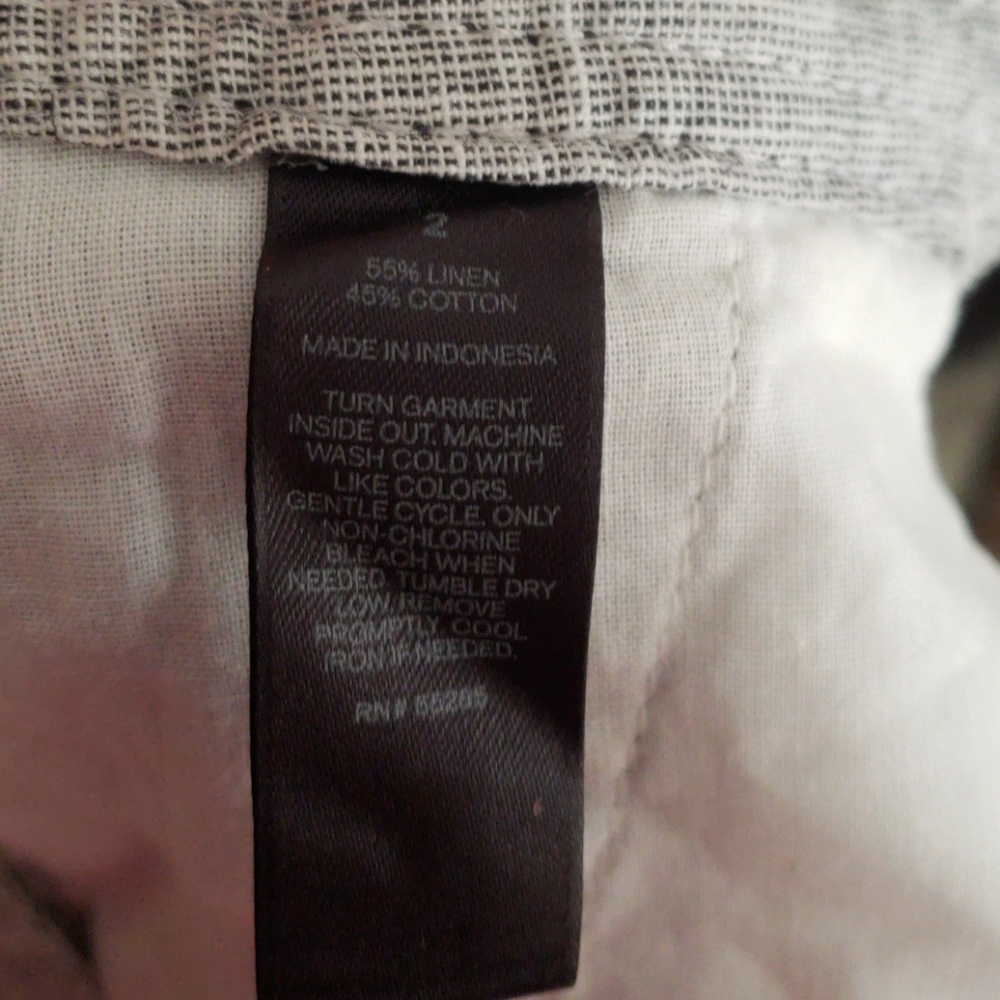 2
55% LINEN
45% COTTON
MADE IN INDONESIA
TURN GARMENT
INSIDE OUT. MACHINE
WASH COLD WITH
LIKE COLORS.
GENTLE CYCLE. ONLY
NON-CHLORINE
BLEACH WHEN
NEEDED. TUMBLE DRY
LOW. REMOVE
PROMPTLY. COOL
IRON IF NEEDED.
RN# 55285